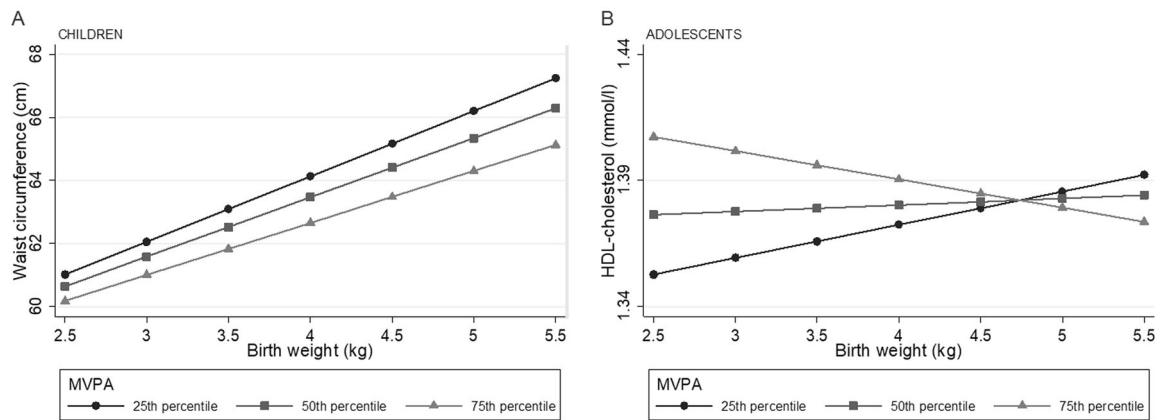 A
CHILDREN
Waist circumference (cm)
68
66
64
62
60
2.5 3 3.5 4 4.5 5 5.5
Birth weight (kg)
MVPA
25th percentile 50th percentile 75th percentile
B
ADOLESCENTS
HDL-cholesterol (mmol/l)
1.44
1.39
1.34
2.5 3 3.5 4 4.5 5 5.5
Birth weight (kg)
MVPA
25th percentile 50th percentile 75th percentile